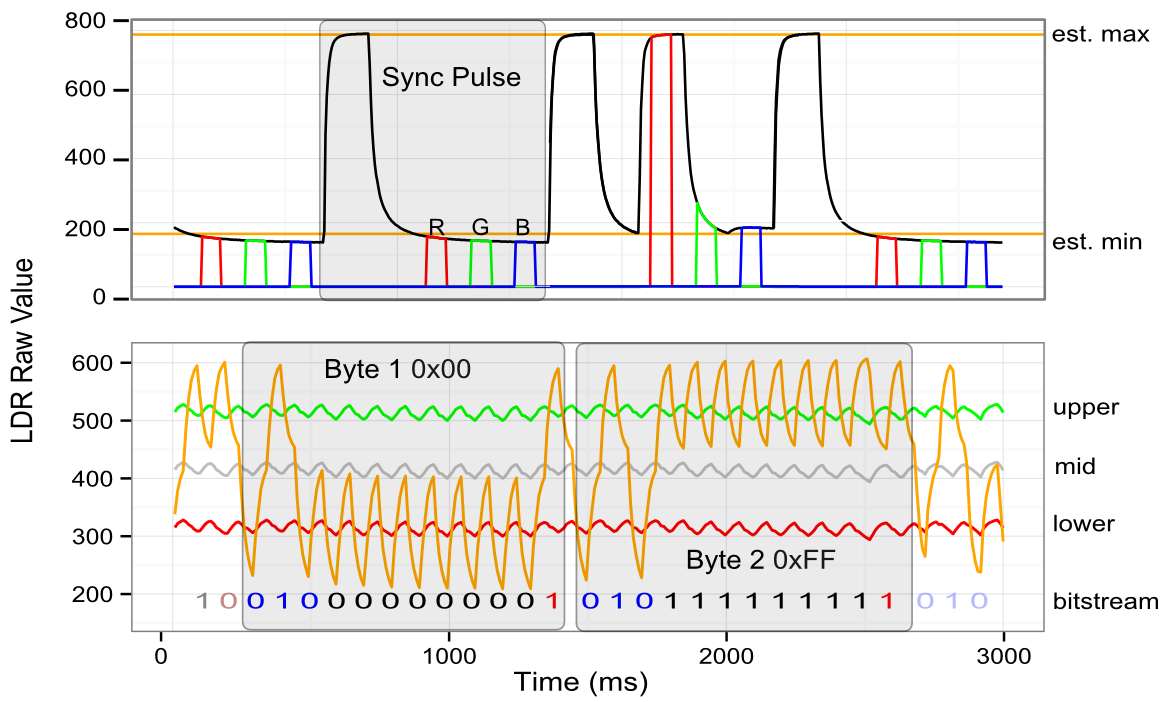 800
est. max
Sync Pulse
600
400
R G B
200
est. min
0
LDR Raw Value
600
Byte 1 0x00
upper
500
mid
400
lower
300
Byte 2 0xFF
200
1 0 0 1 0 0 0 0 0 0 0 0 0 1 0 1 0 1 1 1 1 1 1 1 1 1 0 1 0
bitstream
0 1000 2000 3000
Time (ms)